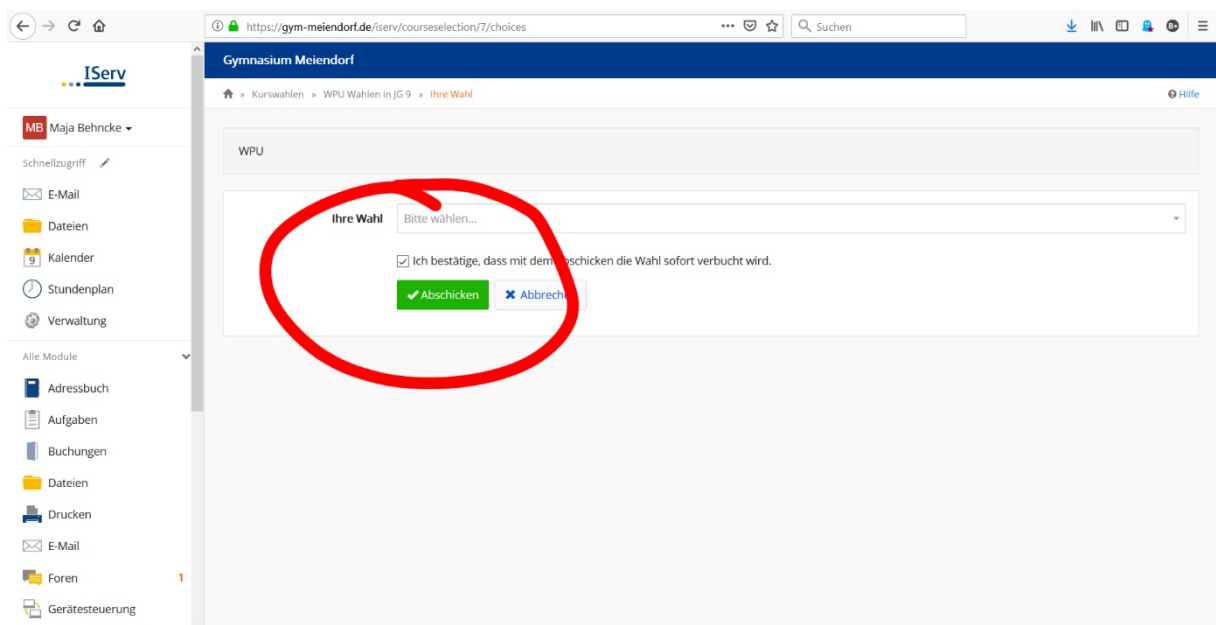 https://gym-meiendorf.de/iserv/courseselection/7/choices
Suchen
IServ
Gymnasium Meiendorf
Kurswahlen » WPU Wahlen in JG 9 » Ihre Wahl
Hilfe
MB Maja Behncke
Schnellzugriff
E-Mail
Dateien
9 Kalender
Stundenplan
Verwaltung
Alle Module
Adressbuch
Aufgaben
Buchungen
Dateien
Drucken
E-Mail
Foren 1
Gerätesteuerung
WPU
Ihre Wahl Bitte wählen...
Ich bestätige, dass mit dem Abschicken die Wahl sofort verbucht wird.
Abschicken Abbrechen